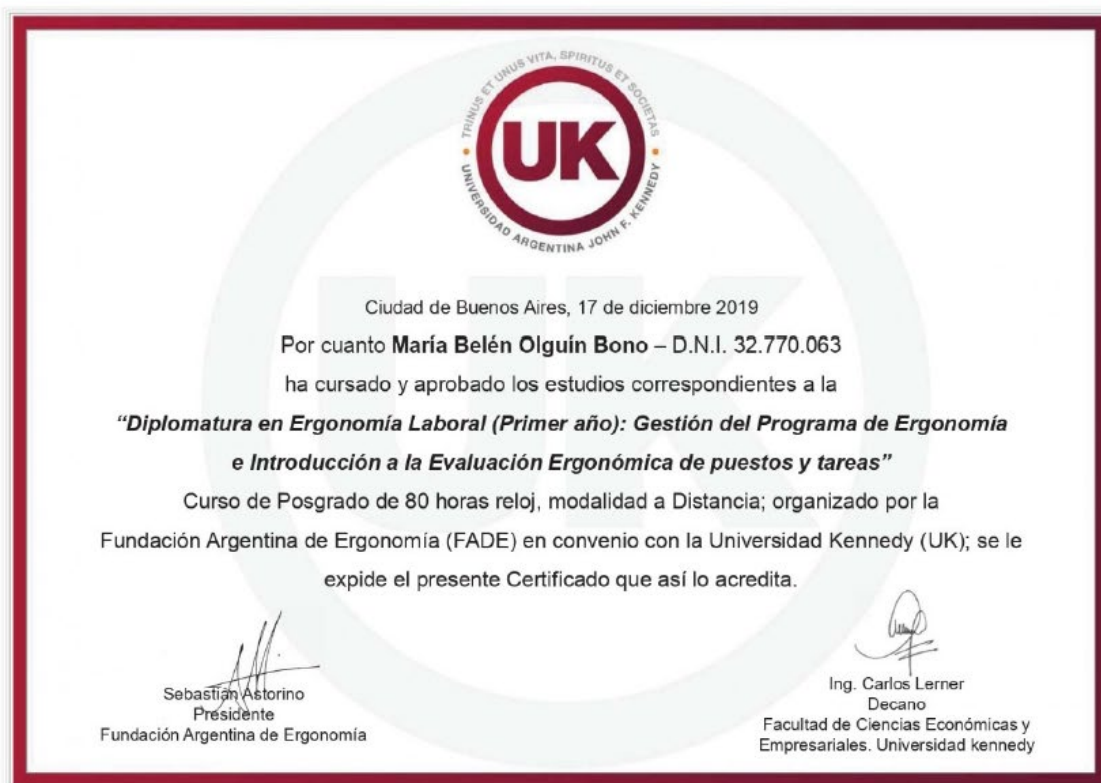 TRINUS ET UNUS VITA, SPIRITUS ET SOCIETAS
UK
UNIVERSIDAD ARGENTINA JOHN F. KENNEDY
Ciudad de Buenos Aires, 17 de diciembre 2019
Por cuanto María Belén Olguín Bono – D.N.I. 32.770.063
ha cursado y aprobado los estudios correspondientes a la
“Diplomatura en Ergonomía Laboral (Primer año): Gestión del Programa de Ergonomía
e Introducción a la Evaluación Ergonómica de puestos y tareas”
Curso de Posgrado de 80 horas reloj, modalidad a Distancia; organizado por la
Fundación Argentina de Ergonomía (FADE) en convenio con la Universidad Kennedy (UK); se le
expide el presente Certificado que así lo acredita.
Sebastián Astorino
Presidente
Fundación Argentina de Ergonomía
Ing. Carlos Lerner
Decano
Facultad de Ciencias Económicas y
Empresariales. Universidad kennedy